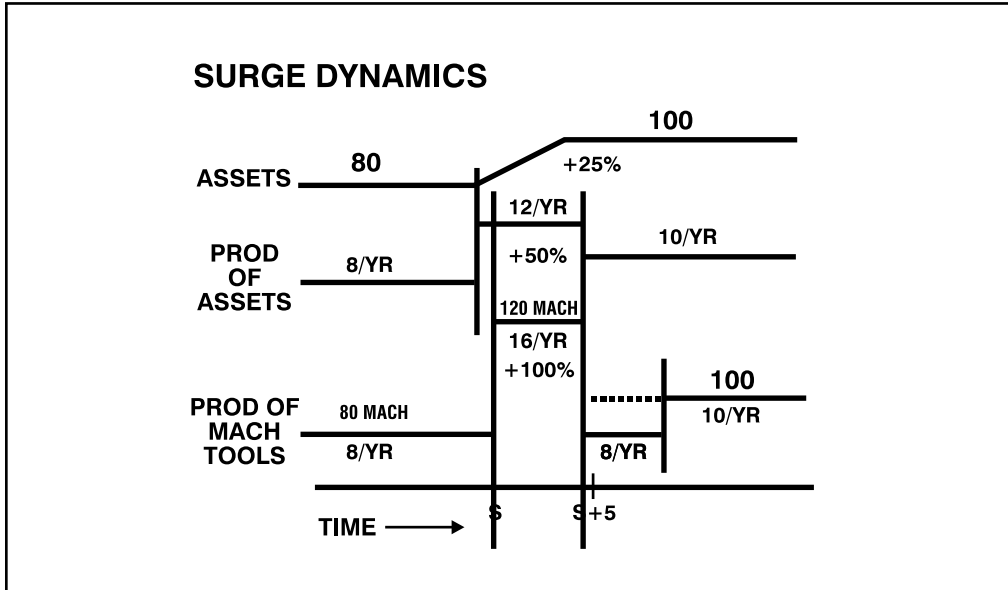 SURGE DYNAMICS
100
80
+25%
ASSETS
12/YR
10/YR
PROD
OF
ASSETS
8/YR
+50%
120 MACH
16/YR
+100%
100
PROD OF
MACH
TOOLS
80 MACH
10/YR
8/YR
8/YR
S
S+5
TIME